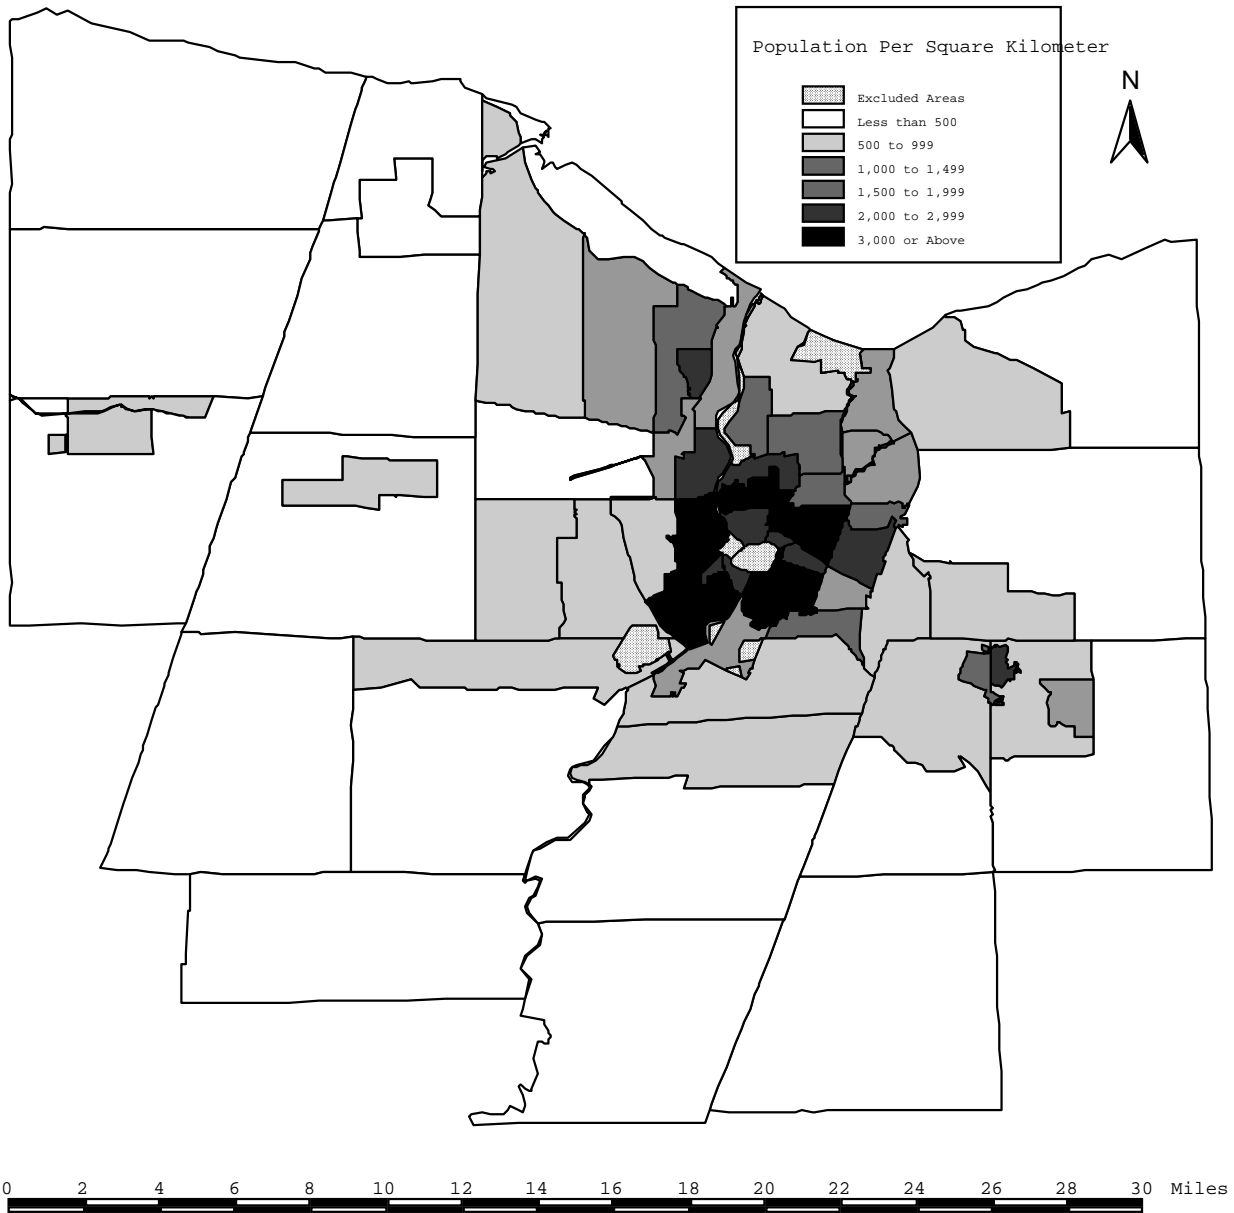 Population Per Square Kilometer
N
Excluded Areas
Less than 500
500 to 999
1,000 to 1,499
1,500 to 1,999
2,000 to 2,999
3,000 or Above
0 2 4 6 8 10 12 14 16 18 20 22 24 26 28 30 Miles